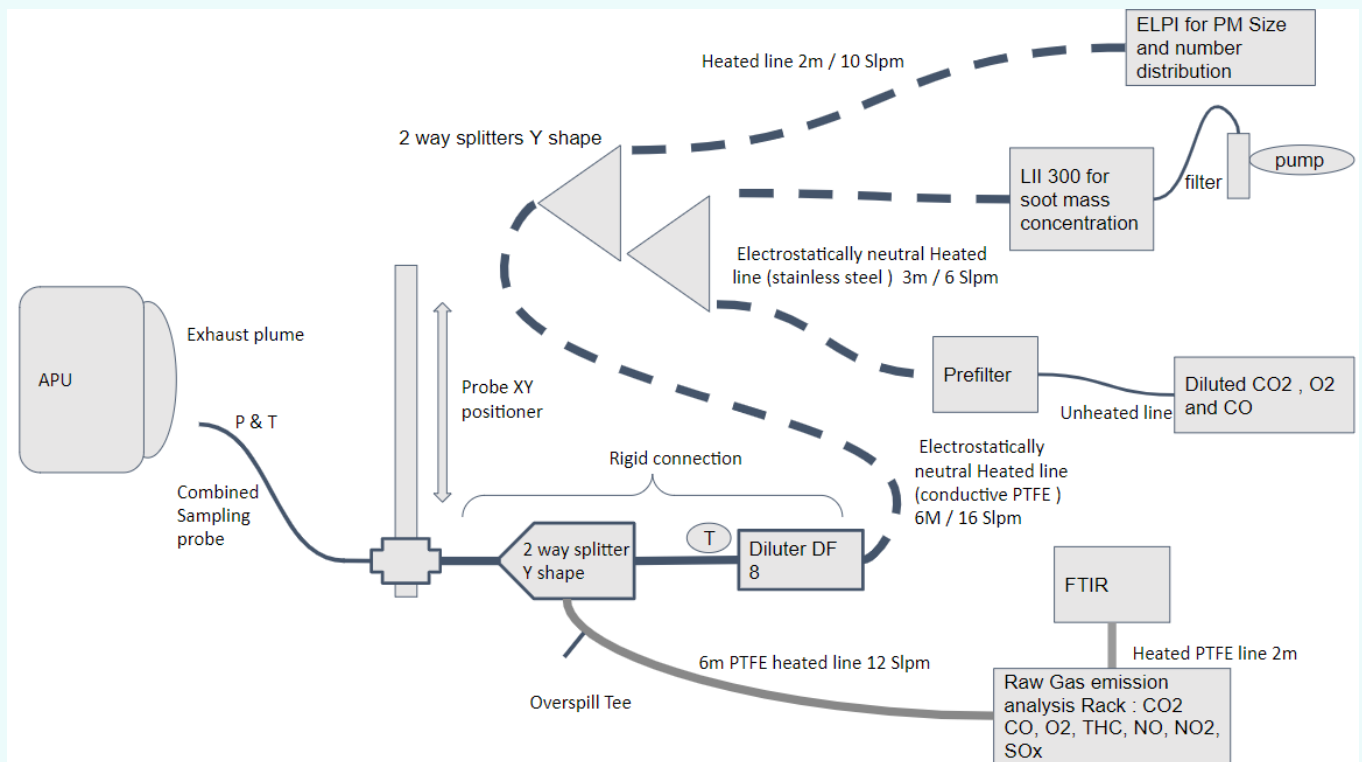 ELPI for PM Size
and number
distribution
Heated line 2m / 10 Slpm
2 way splitters Y shape
LII 300 for
soot mass
concentration
filter
pump
Electrostatically neutral Heated
line (stainless steel ) 3m / 6 Slpm
APU
Exhaust plume
Probe XY
positioner
P & T
Combined
Sampling
probe
Prefilter
Unheated line
Diluted CO2 , O2
and CO
Rigid connection
Electrostatically
neutral Heated line
(conductive PTFE )
6M / 16 Slpm
2 way splitter
Y shape
T
Diluter DF
8
FTIR
Heated PTFE line 2m
6m PTFE heated line 12 Slpm
Overspill Tee
Raw Gas emission
analysis Rack : CO2
CO, O2, THC, NO, NO2,
SOx